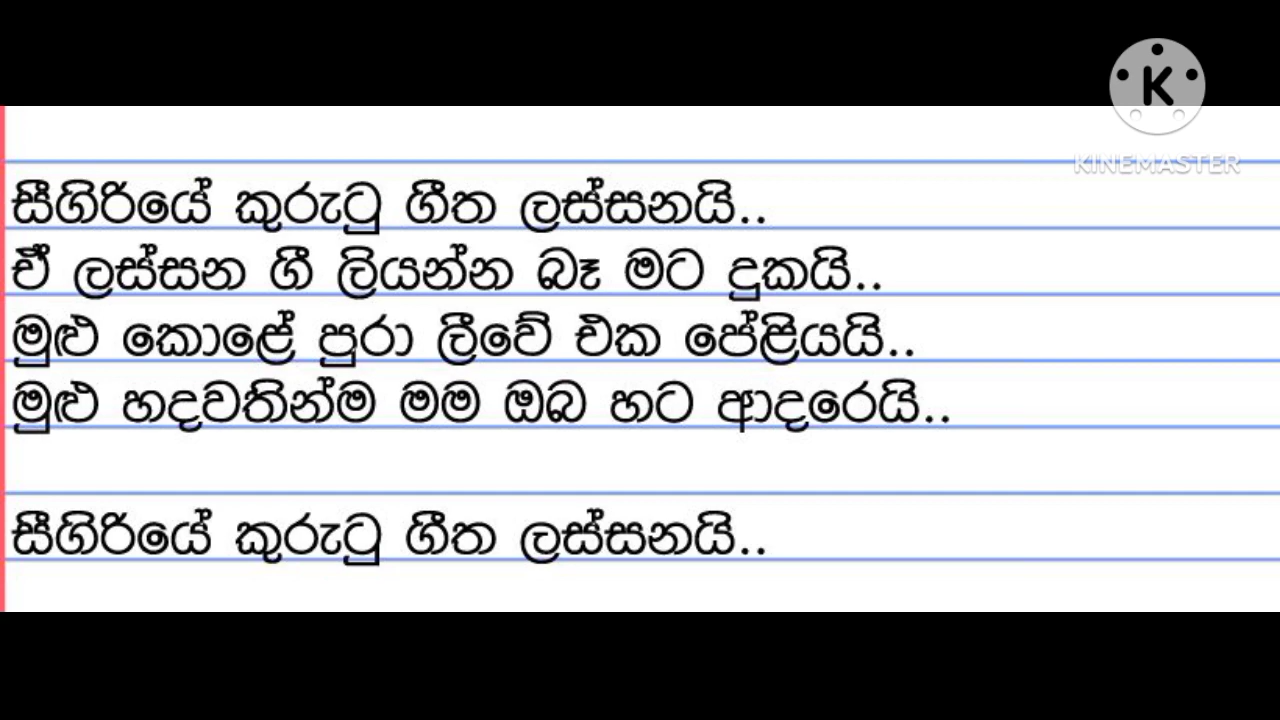 K
KINEMASTER
සීගිරියේ කුරුටු ගීත ලස්සනයි..
ඒ ලස්සන ගී ලියන්න බෑ මට දුකයි..
මුළු කොළේ පුරා ලීවේ එක පේළියයි..
මුළු හදවතින්ම මම ඔබ හට ආදරෙයි..
සීගිරියේ කුරුටු ගීත ලස්සනයි..